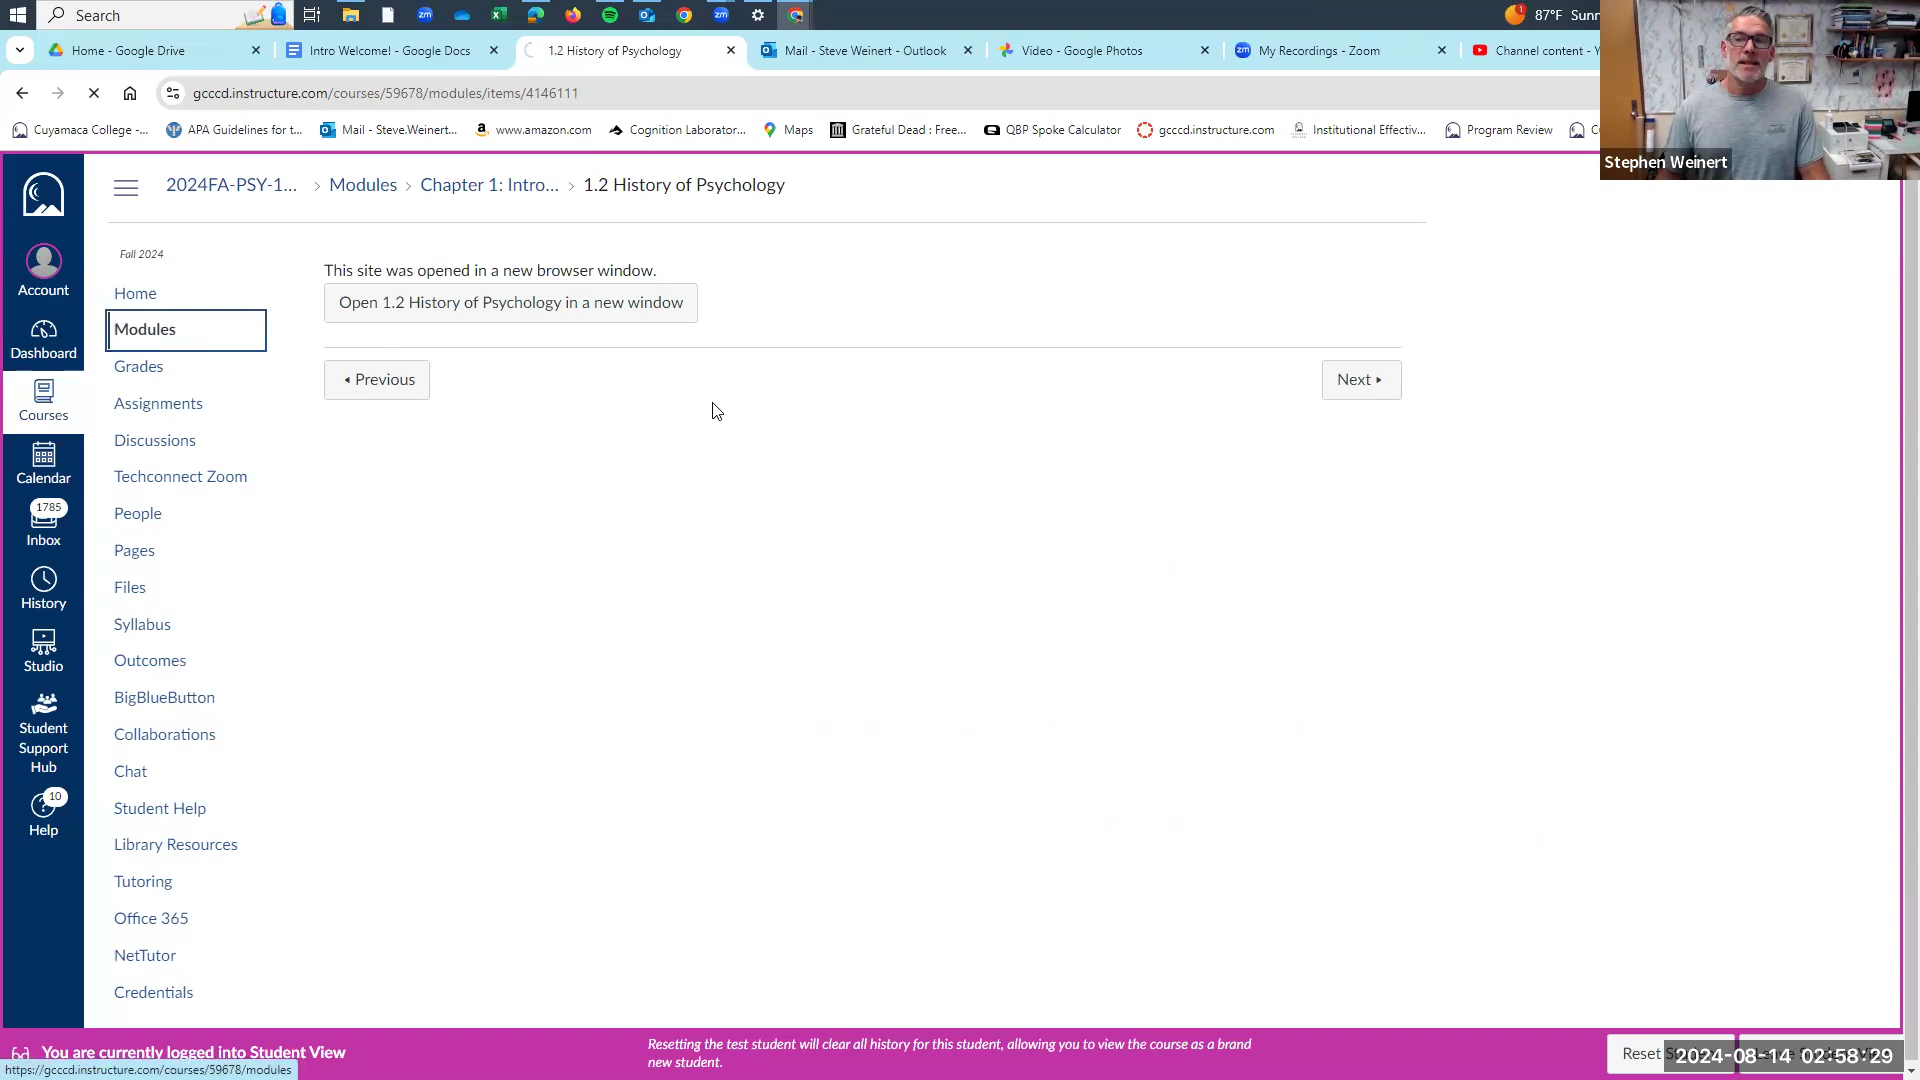 Search
87°F Sunn
Home - Google Drive
Intro Welcome! - Google Docs
1.2 History of Psychology
Mail - Steve Weinert - Outlook
Video - Google Photos
My Recordings - Zoom
Channel content - Y
gcccd.instructure.com/courses/59678/modules/items/4146111
Cuyamaca College -...
APA Guidelines for t...
Mail - Steve.Weinert...
www.amazon.com
Cognition Laborator...
Maps
Grateful Dead : Free...
QBP Spoke Calculator
gcccd.instructure.com
Institutional Effectiv...
Program Review
Stephen Weinert
2024FA-PSY-1... > Modules > Chapter 1: Intro... > 1.2 History of Psychology
Fall 2024
This site was opened in a new browser window.
Open 1.2 History of Psychology in a new window
Previous
Next
Account
Dashboard
Courses
Calendar
1785
Inbox
History
Studio
Student
Support
Hub
10
Help
Home
Modules
Grades
Assignments
Discussions
Techconnect Zoom
People
Pages
Files
Syllabus
Outcomes
BigBlueButton
Collaborations
Chat
Student Help
Library Resources
Tutoring
Office 365
NetTutor
Credentials
You are currently logged into Student View
Resetting the test student will clear all history for this student, allowing you to view the course as a brand
new student.
Reset
2024-08-14 02:58:29
https://gcccd.instructure.com/courses/59678/modules